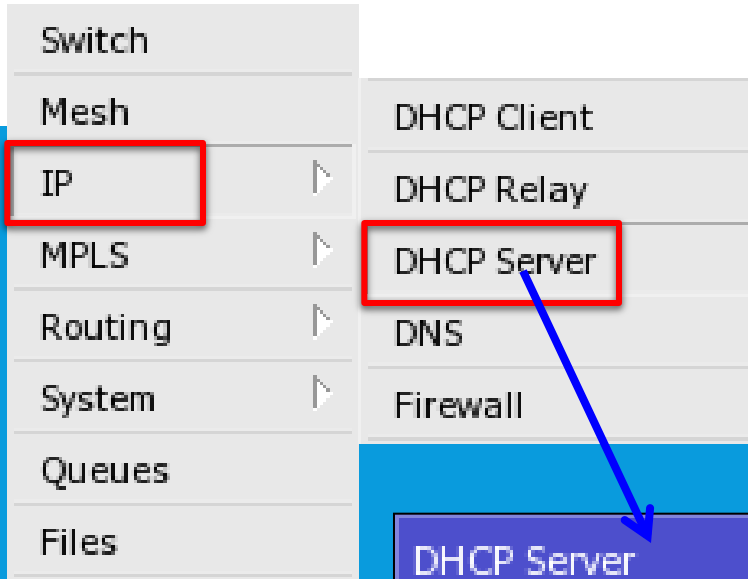 Switch
Mesh
IP
MPLS
Routing
System
Queues
Files
DHCP Client
DHCP Relay
DHCP Server
DNS
Firewall
DHCP Server